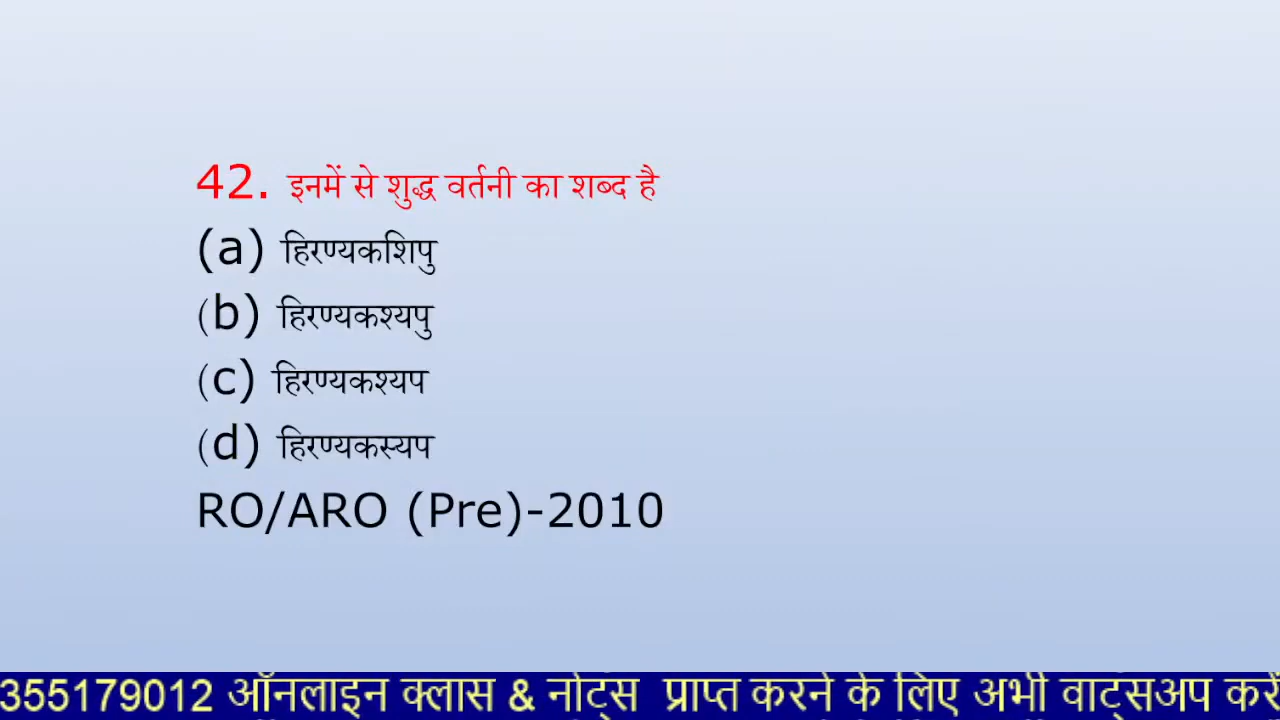 42. इनमें से शुद्ध वर्तनी का शब्द है
(a) हिरण्यकशिपु
(b) हिरण्यकश्यपु
(c) हिरण्यकश्यप
(d) हिरण्यकस्यप
RO/ARO (Pre)-2010
355179012 ऑनलाइन क्लास & नोट्स प्राप्त करने के लिए अभी वाट्सअप करें